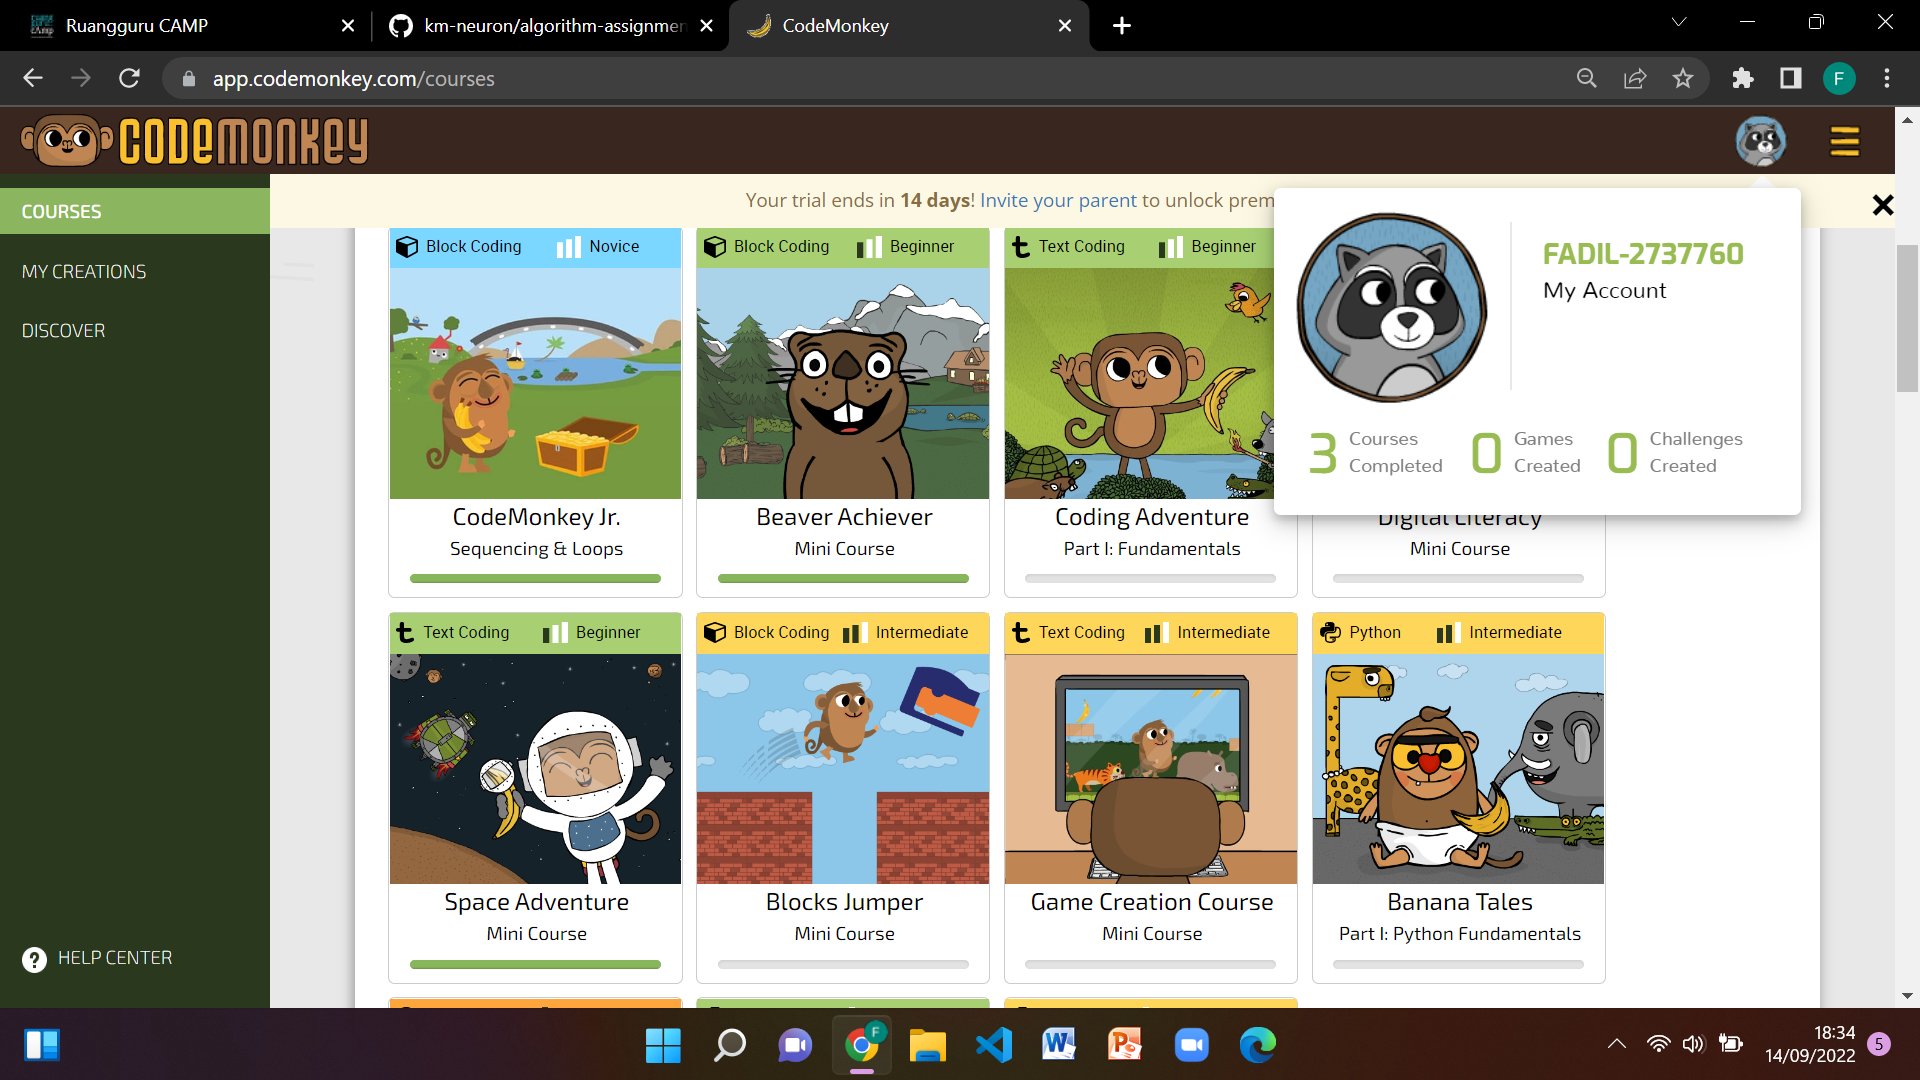 Ruangguru CAMP
km-neuron/algorithm-assignmen
CodeMonkey
app.codemonkey.com/courses
F
CODEMONKEY
Your trial ends in 14 days! Invite your parent to unlock prem
COURSES
MY CREATIONS
DISCOVER
HELP CENTER
FADIL-2737760
My Account
3 Courses Completed
0 Games Created
0 Challenges Created
Block Coding Novice
CodeMonkey Jr.
Sequencing & Loops
Block Coding Beginner
Beaver Achiever
Mini Course
Text Coding Beginner
Coding Adventure
Part I: Fundamentals
Digital Literacy
Mini Course
Text Coding Beginner
Space Adventure
Mini Course
Block Coding Intermediate
Blocks Jumper
Mini Course
Text Coding Intermediate
Game Creation Course
Mini Course
Python Intermediate
Banana Tales
Part I: Python Fundamentals
F
18:34
14/09/2022
5